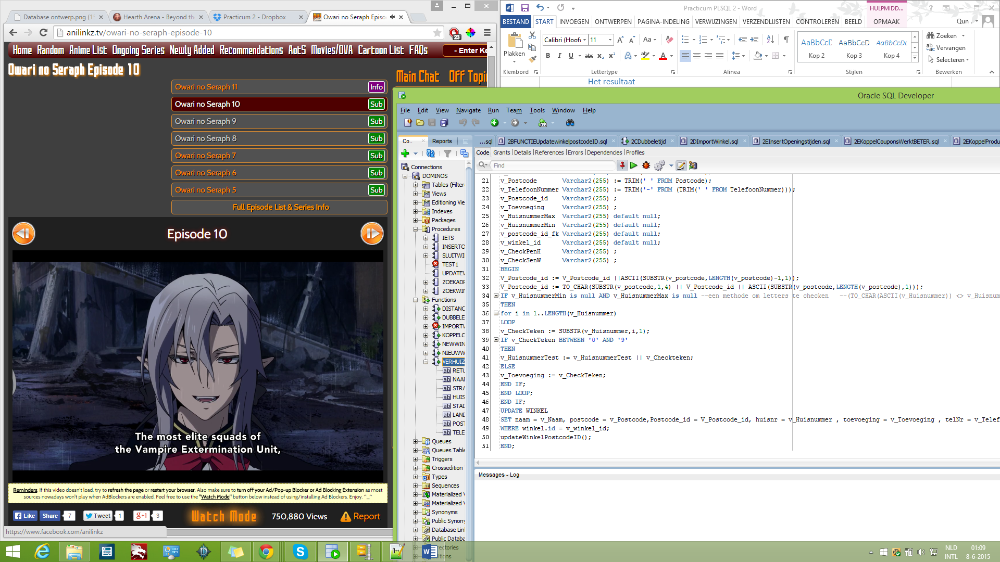 Database ontwerp.png (1
Hearth Arena - Beyond th
Practicum 2 - Dropbox
Owari no Seraph Episo
anilinkz.tv/owari-no-seraph-episode-10
23
Home Random Anime List Ongoing Series Newly Added Recommendations AotS Movies/OVA Cartoon List FAQs
- Enter Ke
Owari no Seraph Episode 10
Main Chat OFF Topi
Owari no Seraph 11 Info
Owari no Seraph 10 Sub
Owari no Seraph 9 Sub
Owari no Seraph 8 Sub
Owari no Seraph 7 Sub
Owari no Seraph 6 Sub
Owari no Seraph 5 Sub
Full Episode List & Series Info
Episode 10
The most elite squads of
the Vampire Extermination Unit,
Reminders: If this video doesn't load, try to refresh the page or restart your browser. Also make sure to turn off your Ad/Pop-up Blocker or Ad Blocking Extension as most
sources nowadays won't play when AdBlockers are enabled. Feel free to use the "Watch Mode" button below instead of using/installing Ad Blockers. Enjoy. ^_^
Like Share 7 Tweet 1 g+1 3 Watch Mode 750,880 Views Report
https://www.facebook.com/anilinkz
Practicum PLSQL 2 - Word
HULPMIDD...
BESTAND START INVOEGEN ONTWERPEN PAGINA-INDELING VERWIJZINGEN VERZENDLIJSTEN CONTROLEREN BEELD OPMAAK Qun .
Calibri (Hoof 11
Plakken
AaBbCcE AaBbCcD AaBbCcDc
Kop 2 Kop 3 Kop 4
Zoeken
Vervangen
Selecteren
Klembord Lettertype Alinea Stijlen Bewerken
Het resultaat
Oracle SQL Developer
File Edit View Navigate Run Team Tools Window Help
Co.. Reports
...sql 2BFUNCTIEUpdatewinkelpostcodeID.sql 2CDubbeletijd 2DImportWinkel.sql 2EInsertOpeningstijden.sql 2EKoppelCouponsWerktBETER.sql 2EKoppelProdu
Code Grants Details References Errors Dependencies Profiles
Find
Connections
DOMINOS
Tables (Filter
Views
Editioning Vie
Indexes
Packages
Procedures
IETS
INSERTO
SLUITWI
TEST1
UPDATEV
ZOEKADF
ZOEKWIN
Functions
DISTANC
DUBBELE
IMPORTV
KOPPELC
NEWWIN
NIEUWW
VERHUIZ
RETU
NAAI
STRA
HUIS
STAD
LAND
POST
TELE
Queues
Queues Table
Triggers
Crossedition
Types
Sequences
Materialized V
Materialized V
Synonyms
Public Synony
Database Link
Public Databa
21 v_Postcode Varchar2(255) := TRIM(' ' FROM Postcode);
22 v_TelefoonNummer Varchar2(255) := TRIM('-' FROM (TRIM(' ' FROM TelefoonNummer)));
23 v_Postcode_id Varchar2(255) ;
24 v_Toevoeging Varchar2(255) ;
25 v_HuisnummerMax Varchar2(255) default null;
26 v_HuisnummerMin Varchar2(255) default null;
27 v_postcode_id_fk Varchar2(255) default null;
28 v_winkel_id Varchar2(255) default null;
29 v_CheckPenH Varchar2(255) ;
30 v_CheckSenW Varchar2(255) ;
31 BEGIN
32 V_Postcode_id := V_Postcode_id ||ASCII(SUBSTR(v_postcode,LENGTH(v_postcode)-1,1));
33 V_Postcode_id := TO_CHAR(SUBSTR(v_postcode,1,4) || V_Postcode_id || ASCII(SUBSTR(v_postcode,LENGTH(v_postcode),1)));
34 IF v_HuisnummerMin is null AND v_HuisnummerMax is null --een methode om letters te checken --(TO_CHAR(ASCII(v_Huisnummer)) <> v_Huisnum
35 THEN
36 for i in 1..LENGTH(v_Huisnummer)
37 LOOP
38 v_CheckTeken := SUBSTR(v_Huisnummer,i,1);
39 IF v_CheckTeken BETWEEN '0' AND '9'
40 THEN
41 v_HuisnummerTest := v_HuisnummerTest || v_Checkteken;
42 ELSE
43 v_Toevoeging := v_CheckTeken;
44 END IF;
45 END LOOP;
46 END IF;
47 UPDATE WINKEL
48 SET naam = v_Naam, postcode = v_Postcode,Postcode_id = V_Postcode_id, huisnr = v_Huisnummer , toevoeging = v_Toevoeging , telNr = v_Telef
49 WHERE winkel.id = v_winkel_id;
50 updateWinkelPostcodeID();
51 END;
Messages - Log
NLD 01:09
INTL 8-6-2015